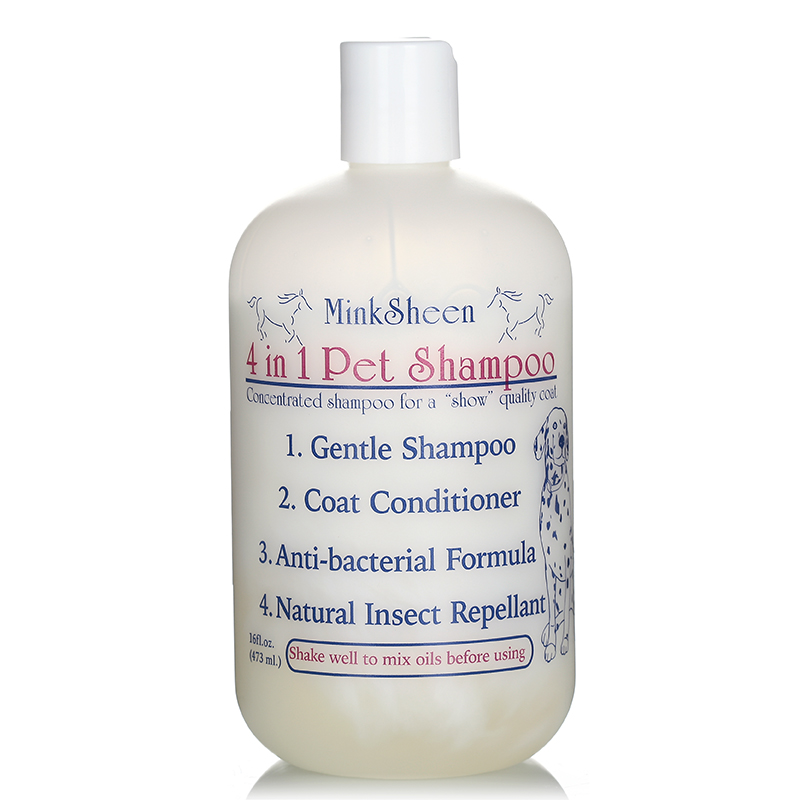 MinkSheen
4 in 1 Pet Shampoo
Concentrated shampoo for a "show" quality coat
1. Gentle Shampoo
2. Coat Conditioner
3. Anti-bacterial Formula
4. Natural Insect Repellant
16fl.oz.
(473 ml.)
Shake well to mix oils before using